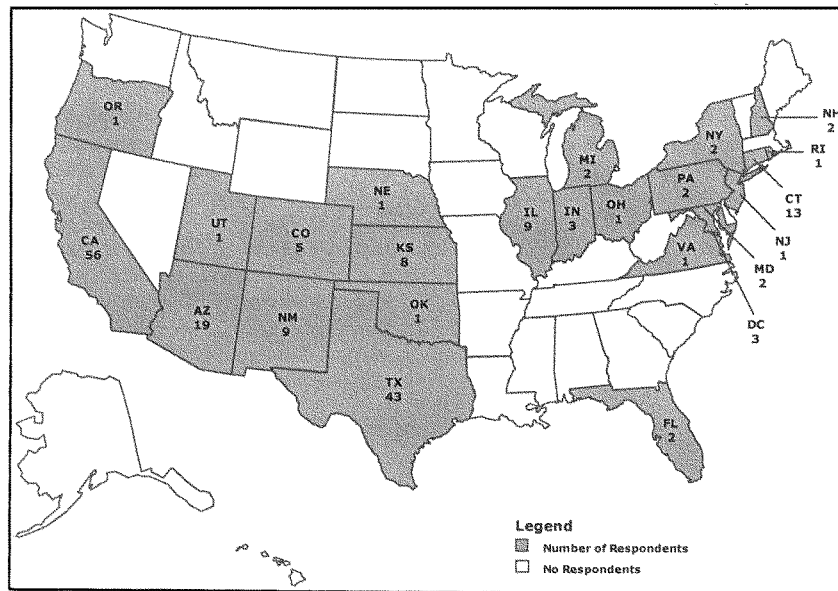 OR
1
CA
56
UT
1
AZ
19
CO
5
NM
9
NE
1
KS
8
OK
1
TX
43
IL
9
IN
3
MI
2
OH
1
NY
2
PA
2
VA
1
FL
2
NH
2
RI
1
CT
13
NJ
1
MD
2
DC
3
Legend
Number of Respondents
No Respondents